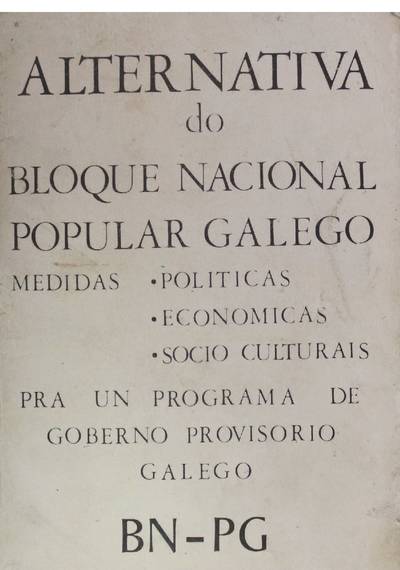 ALTERNATIVA
do
BLOQUE NACIONAL
POPULAR GALEGO
MEDIDAS • POLITICAS
• ECONOMICAS
• SOCIO CULTURAIS
PRA UN PROGRAMA DE
GOBERNO PROVISORIO
GALEGO
BN-PG